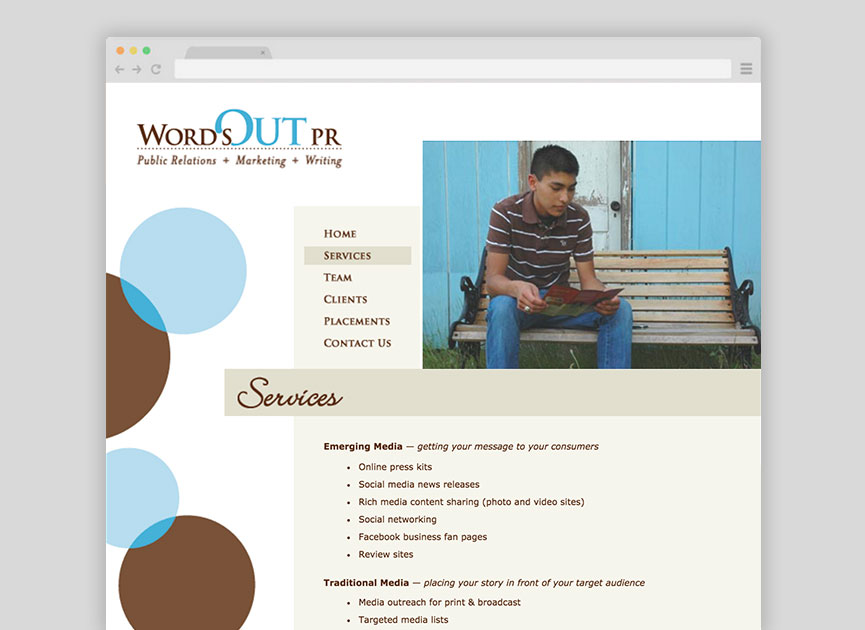 WORD'S OUT PR
Public Relations + Marketing + Writing
HOME
SERVICES
TEAM
CLIENTS
PLACEMENTS
CONTACT US
Services
Emerging Media — getting your message to your consumers
• Online press kits
• Social media news releases
• Rich media content sharing (photo and video sites)
• Social networking
• Facebook business fan pages
• Review sites
Traditional Media — placing your story in front of your target audience
• Media outreach for print & broadcast
• Targeted media lists